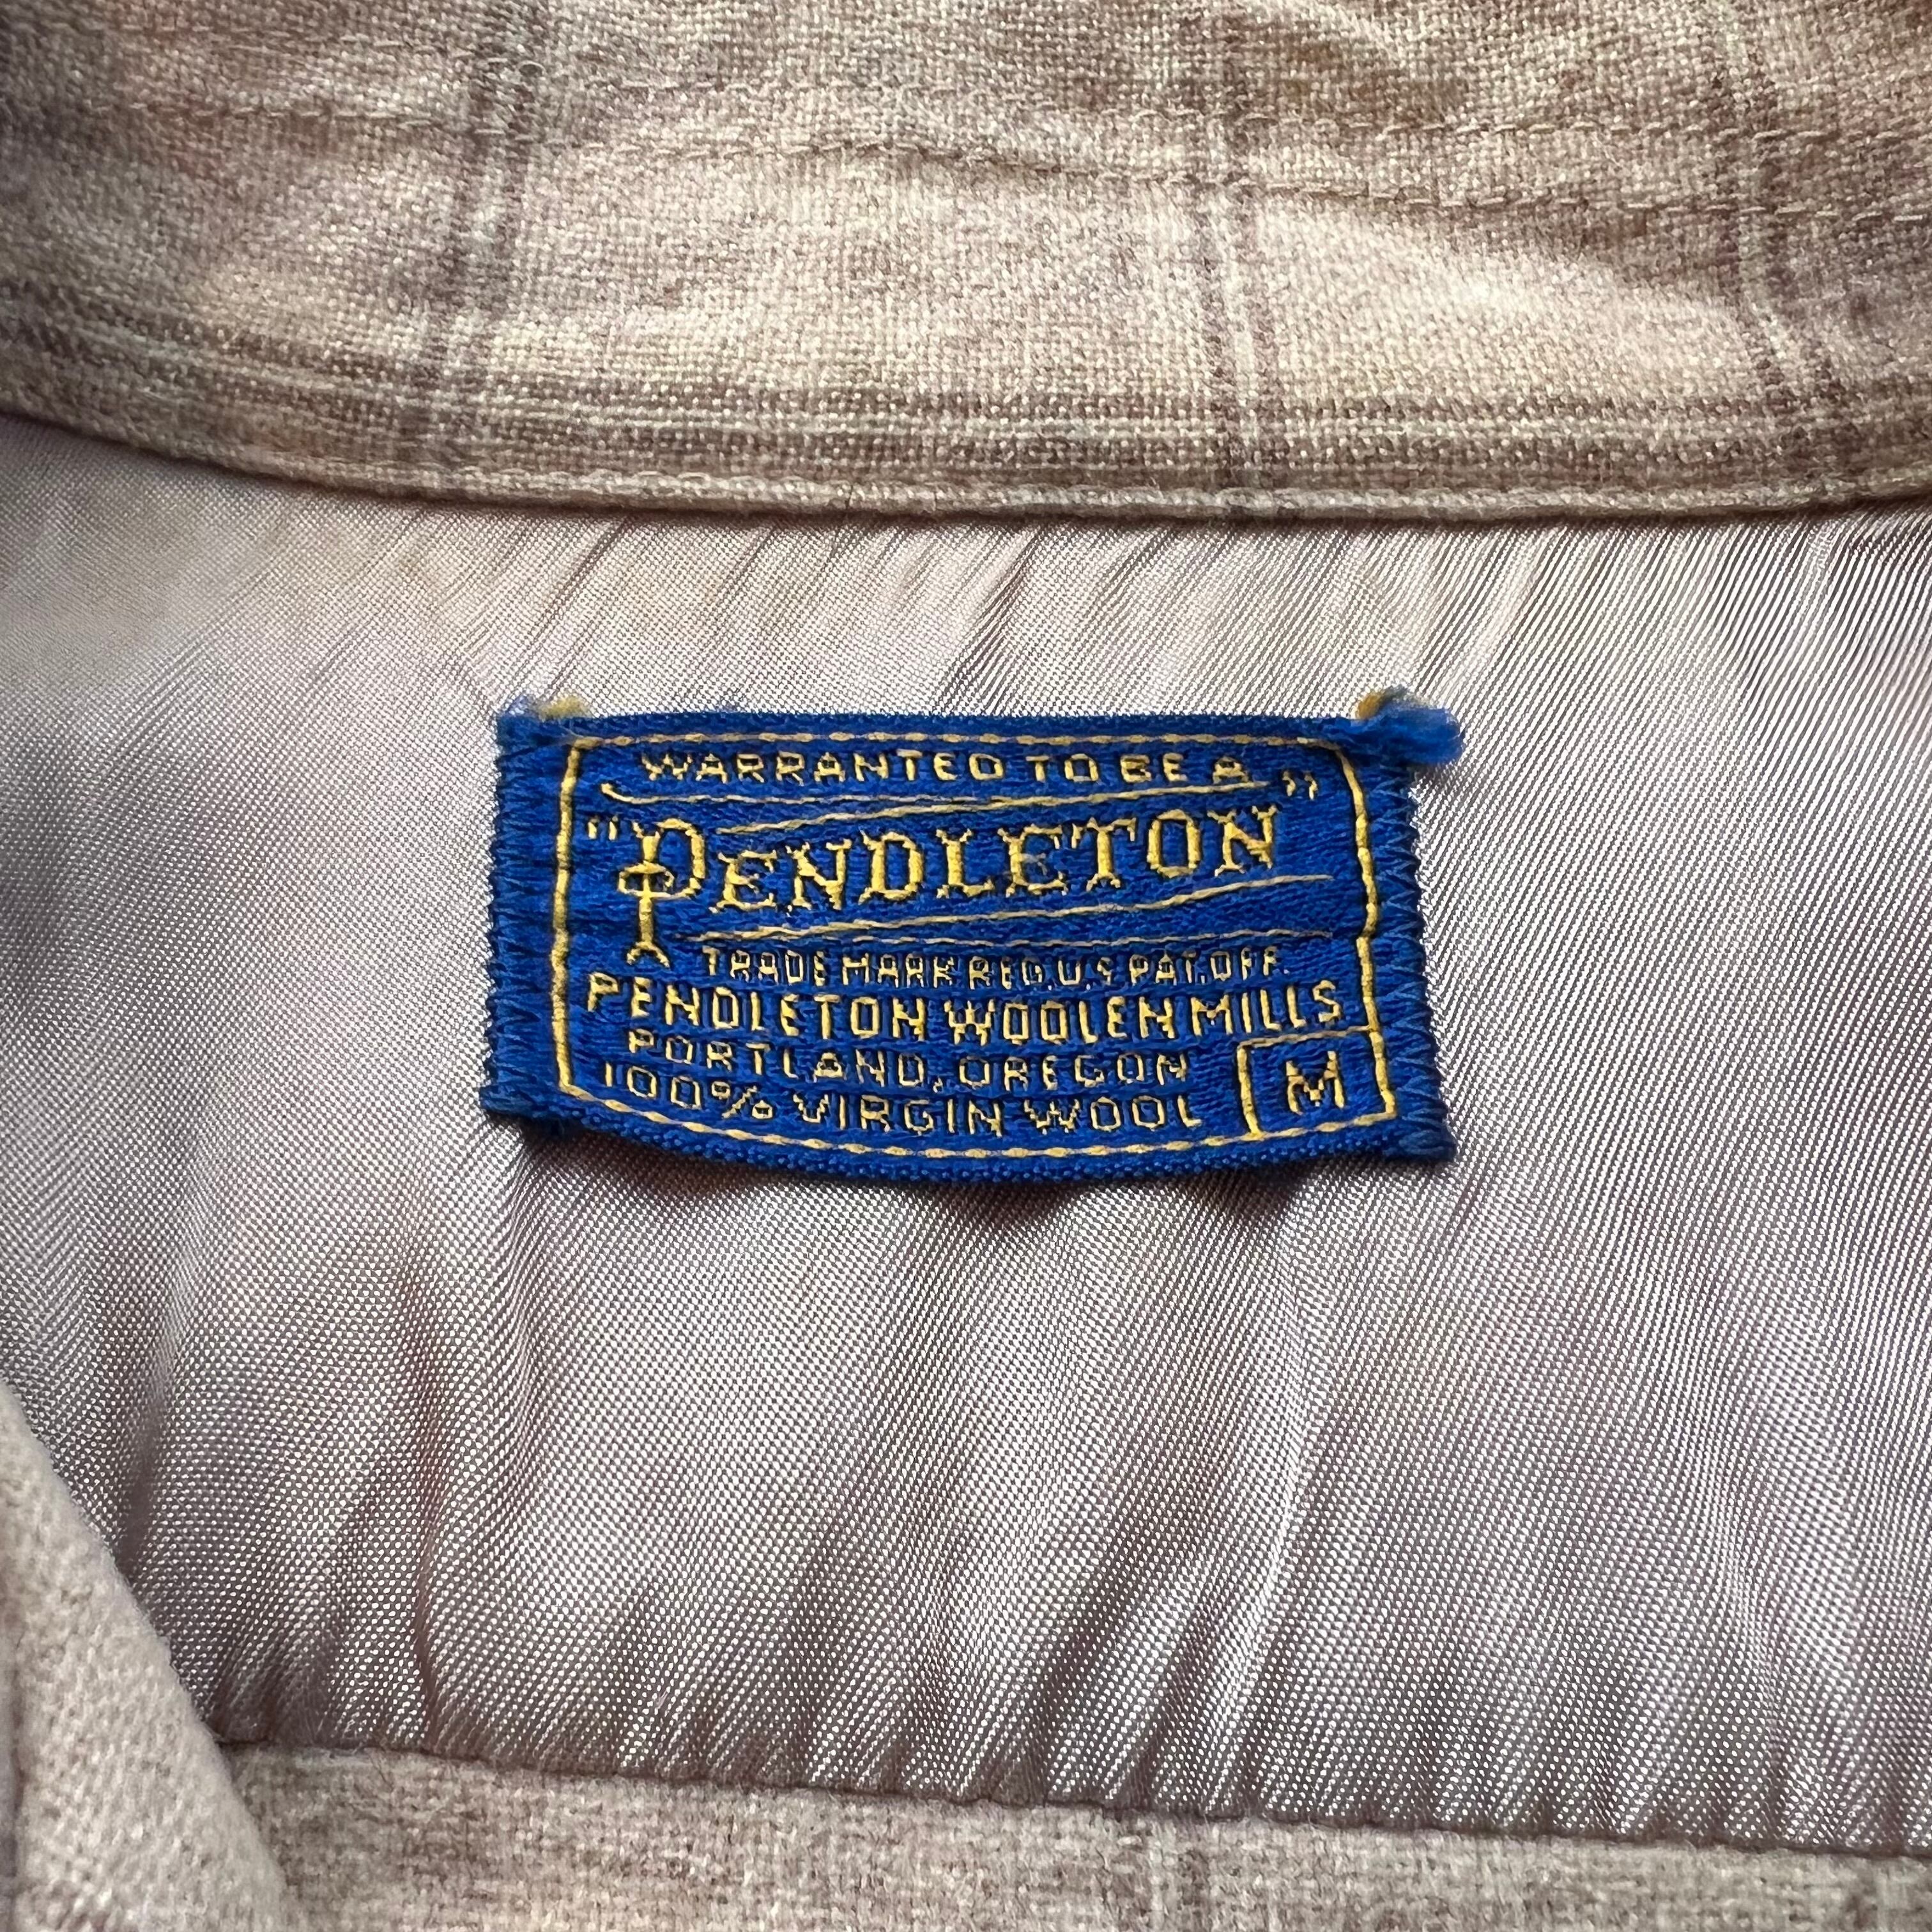 WARRANTED TO BE A
"PENDLETON"
TRADE MARK REG. U.S. PAT. OFF.
PENDLETON WOOLEN MILLS
PORTLAND, OREGON
100% VIRGIN WOOL
M